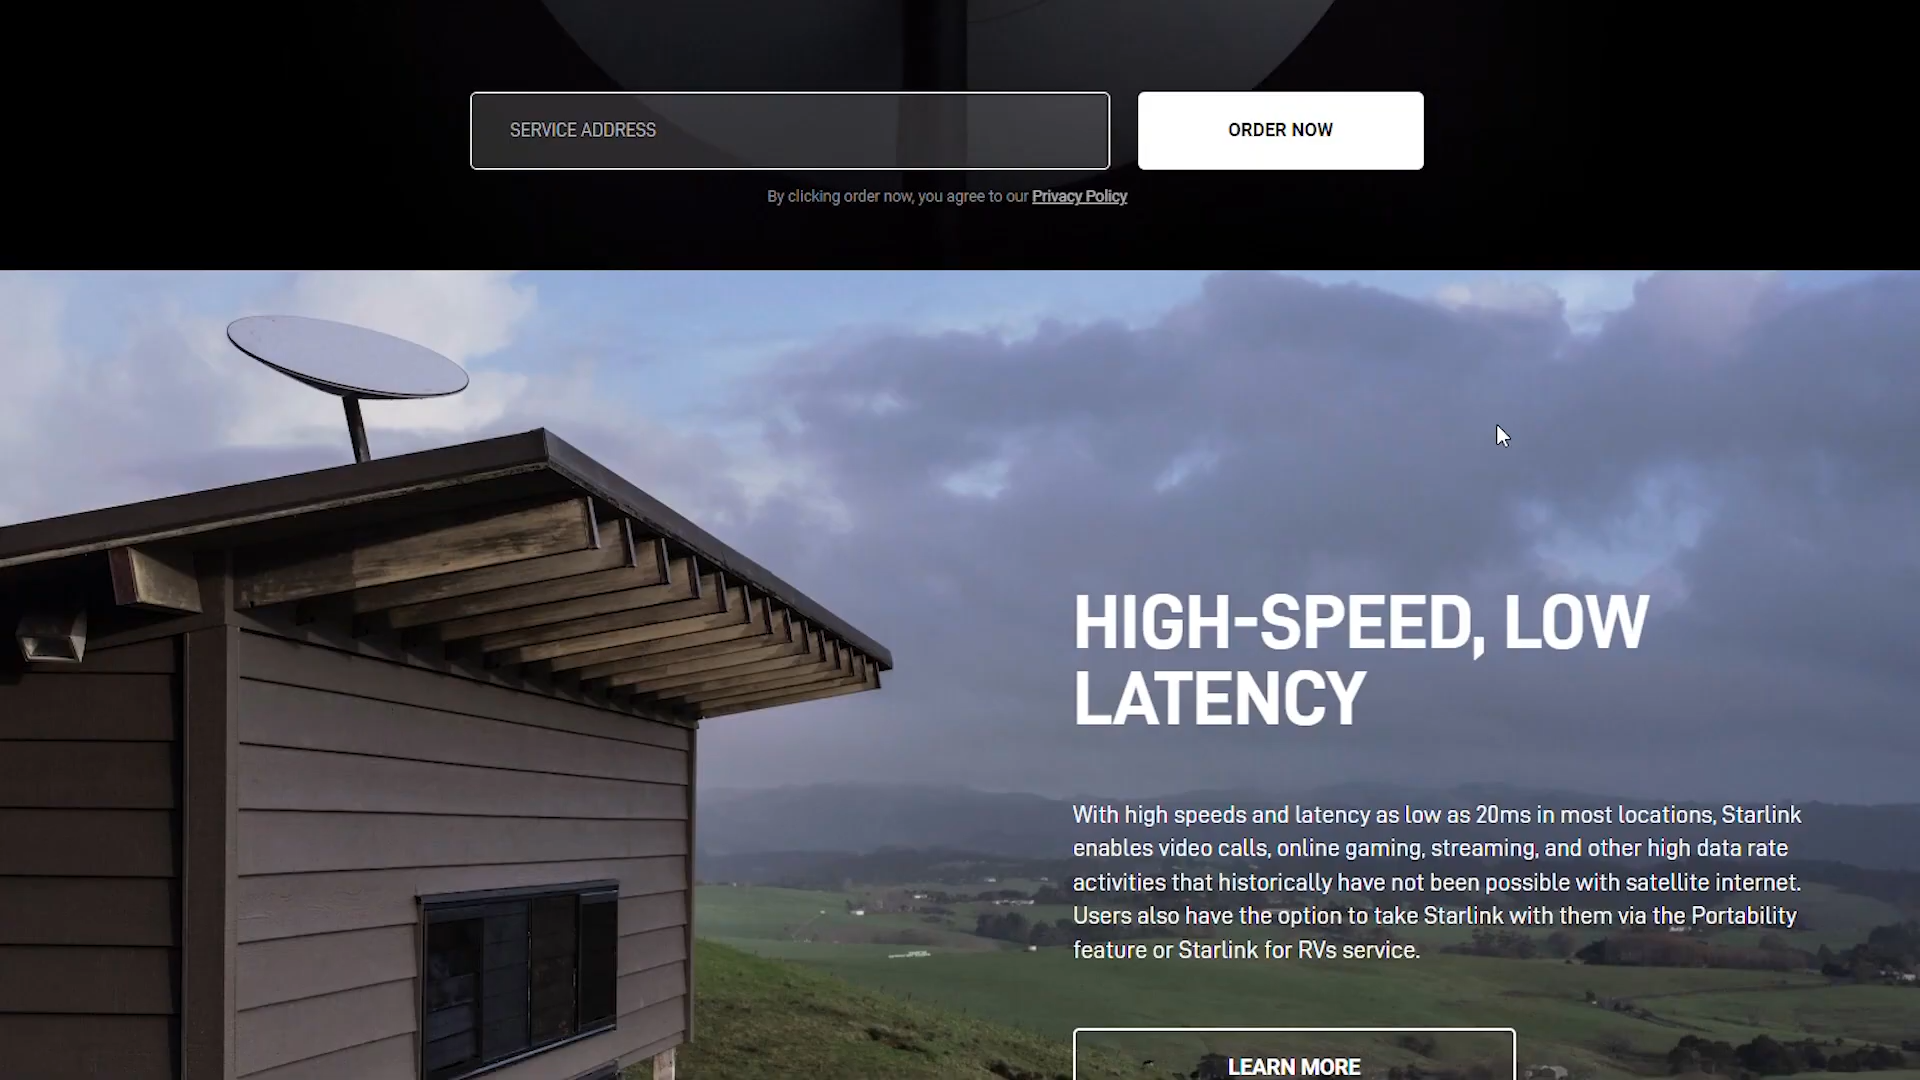 SERVICE ADDRESS
ORDER NOW
By clicking order now, you agree to our Privacy Policy
HIGH-SPEED, LOW
LATENCY
With high speeds and latency as low as 20ms in most locations, Starlink
enables video calls, online gaming, streaming, and other high data rate
activities that historically have not been possible with satellite internet.
Users also have the option to take Starlink with them via the Portability
feature or Starlink for RVs service.
LEARN MORE